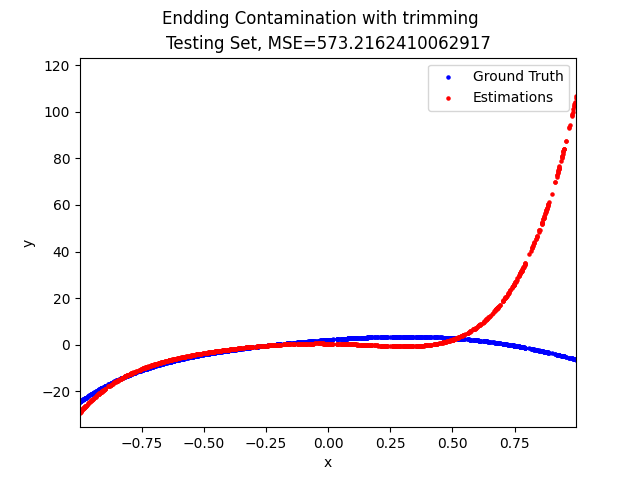 Endding Contamination with trimming
Testing Set, MSE=573.2162410062917
120
100
80
60
40
20
0
−20
y
Ground Truth
Estimations
−0.75 −0.50 −0.25 0.00 0.25 0.50 0.75
x